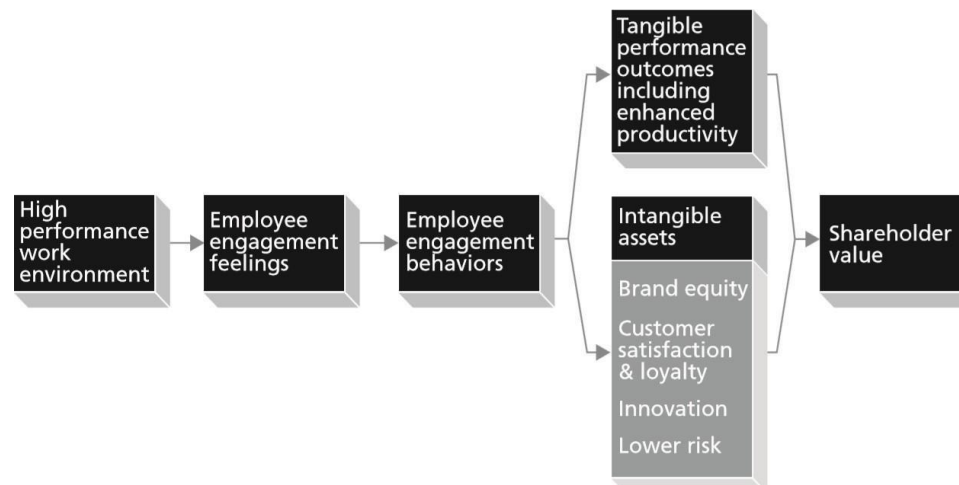 High
performance
work
environment
Employee
engagement
feelings
Employee
engagement
behaviors
Tangible
performance
outcomes
including
enhanced
productivity
Intangible
assets
Brand equity
Customer
satisfaction
& loyalty
Innovation
Lower risk
Shareholder
value